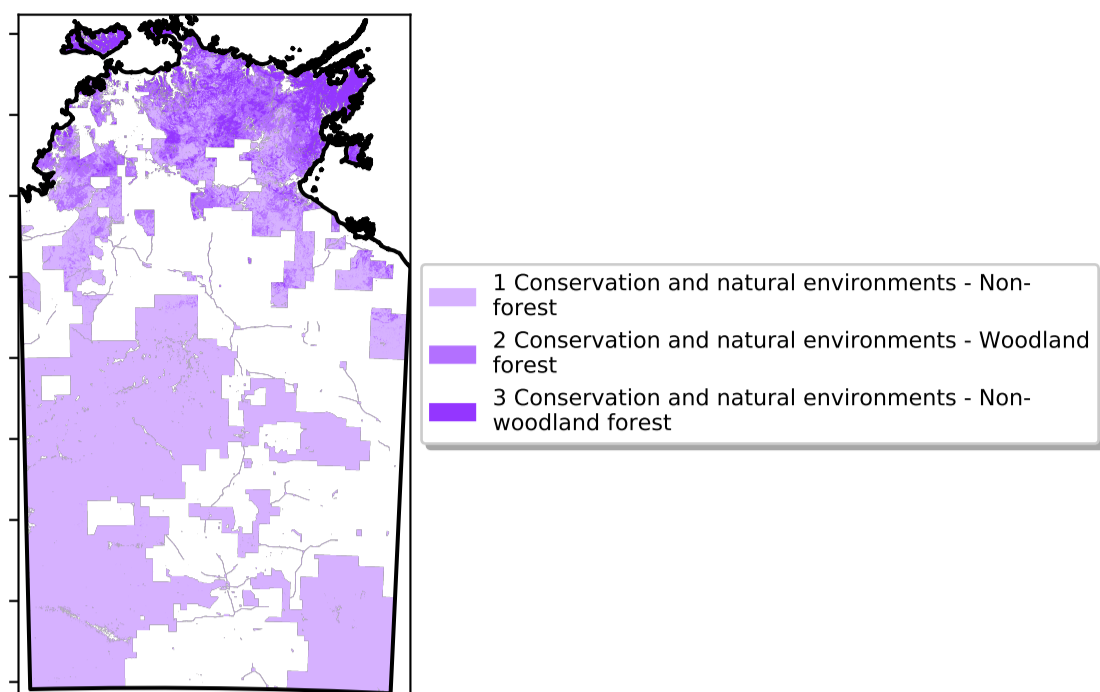 1 Conservation and natural environments - Non-
forest
2 Conservation and natural environments - Woodland
forest
3 Conservation and natural environments - Non-
woodland forest